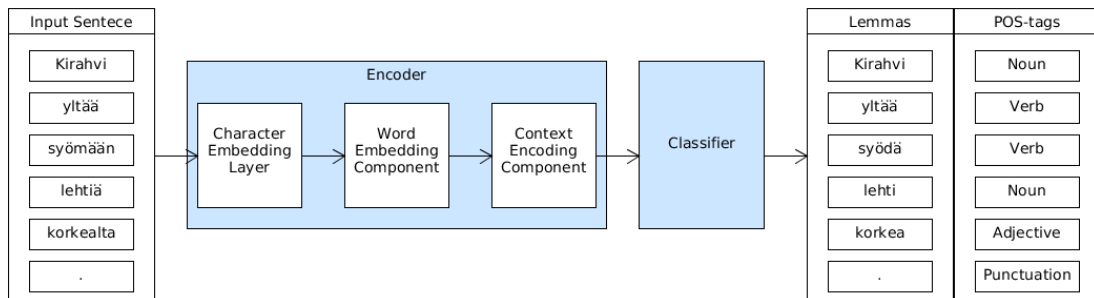 Input Sentece
Kirahvi
yltää
syömään
lehtiä
korkealta
.
Encoder
Character
Embedding
Layer
Word
Embedding
Component
Context
Encoding
Component
Classifier
Lemmas
Kirahvi
yltää
syödä
lehti
korkea
.
POS-tags
Noun
Verb
Verb
Noun
Adjective
Punctuation